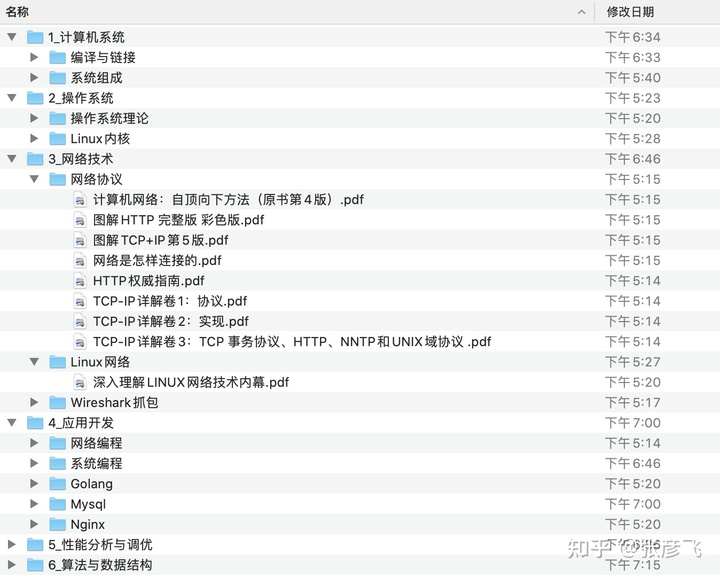 名称 修改日期
1_计算机系统 下午6:34
编译与链接 下午6:33
系统组成 下午5:40
2_操作系统 下午5:23
操作系统理论 下午5:20
Linux内核 下午5:28
3_网络技术 下午6:46
网络协议 下午5:15
计算机网络：自顶向下方法（原书第4版）.pdf 下午5:15
图解HTTP 完整版 彩色版.pdf 下午5:15
图解TCP+IP第5版.pdf 下午5:15
网络是怎样连接的.pdf 下午5:15
HTTP权威指南.pdf 下午5:14
TCP-IP详解卷1：协议.pdf 下午5:14
TCP-IP详解卷2：实现.pdf 下午5:14
TCP-IP详解卷3：TCP 事务协议、HTTP、NNTP和UNIX域协议 .pdf 下午5:14
Linux网络 下午5:27
深入理解LINUX网络技术内幕.pdf 下午5:20
Wireshark抓包 下午5:17
4_应用开发 下午7:00
网络编程 下午5:14
系统编程 下午6:46
Golang 下午5:20
Mysql 下午7:00
Nginx 下午5:20
5_性能分析与调优
知乎 @张彦飞
6_算法与数据结构 下午7:15